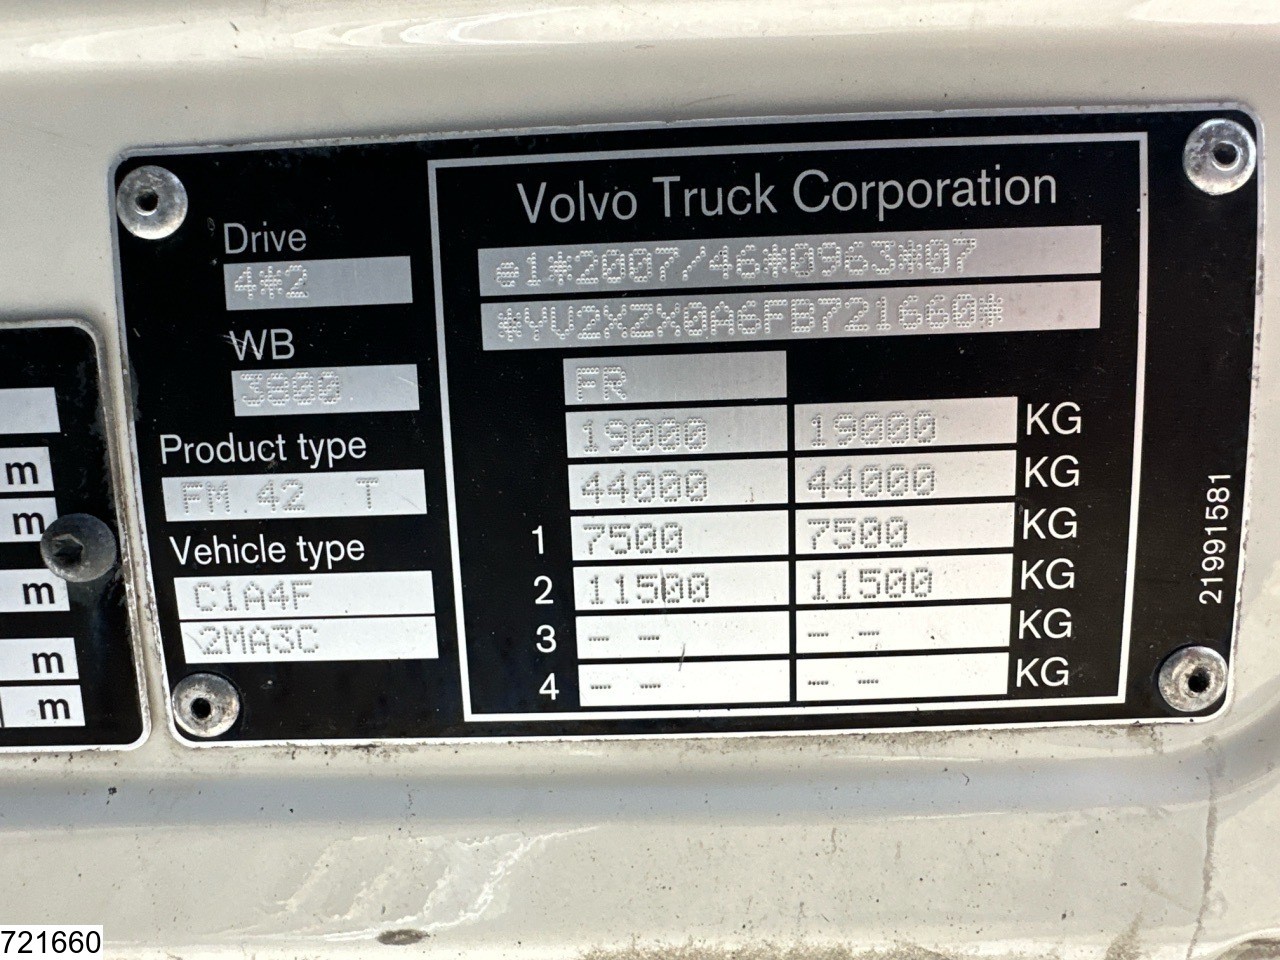 Volvo Truck Corporation
Drive
4*2
e1*2007/46*0963*07
*YV2XZX0A6FB721660*
WB
3800
FR
19000 19000 KG
44000 44000 KG
Product type
FM 42 T
1 7500 7500 KG
Vehicle type
C1A4F
2MA3C
2 11500 11500 KG
3 -- -- KG
4 -- -- KG
21991581
m
m
m
m
m
721660